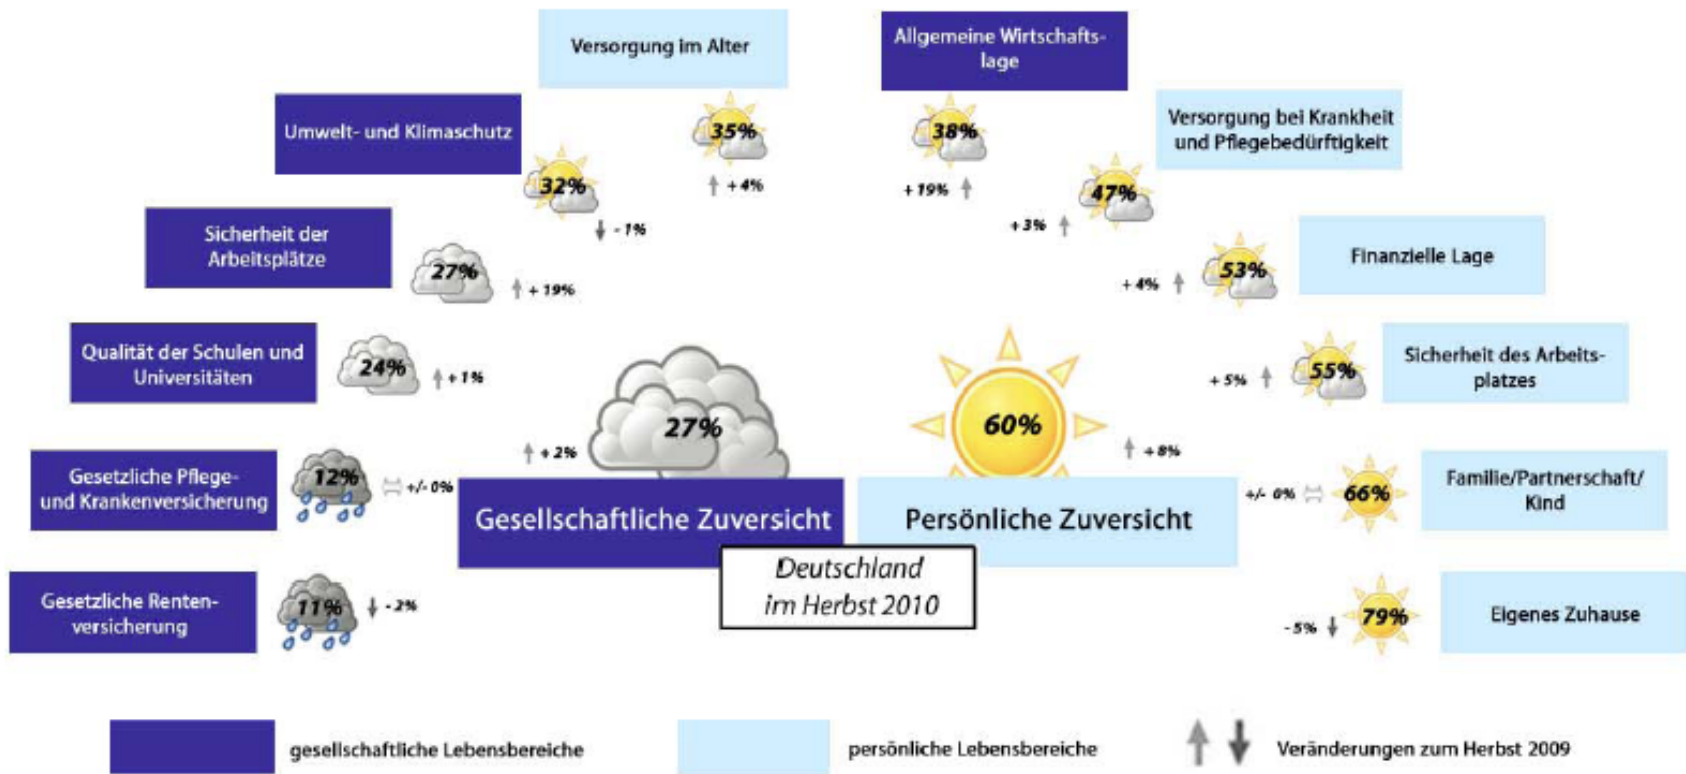 Versorgung im Alter
35%
+ 4%
Allgemeine Wirtschafts-
lage
38%
+ 19%
Umwelt- und Klimaschutz
32%
- 1%
Versorgung bei Krankheit
und Pflegebedürftigkeit
47%
+ 3%
Sicherheit der
Arbeitsplätze
27%
+ 19%
Finanzielle Lage
53%
+ 4%
Qualität der Schulen und
Universitäten
24%
+ 1%
Sicherheit des Arbeits-
platzes
55%
+ 5%
27%
+ 2%
Gesellschaftliche Zuversicht
60%
+ 8%
Persönliche Zuversicht
Deutschland
im Herbst 2010
Gesetzliche Pflege-
und Krankenversicherung
12%
+/- 0%
Familie/Partnerschaft/
Kind
66%
+/- 0%
Gesetzliche Renten-
versicherung
11%
- 2%
Eigenes Zuhause
79%
- 5%
gesellschaftliche Lebensbereiche
persönliche Lebensbereiche
Veränderungen zum Herbst 2009